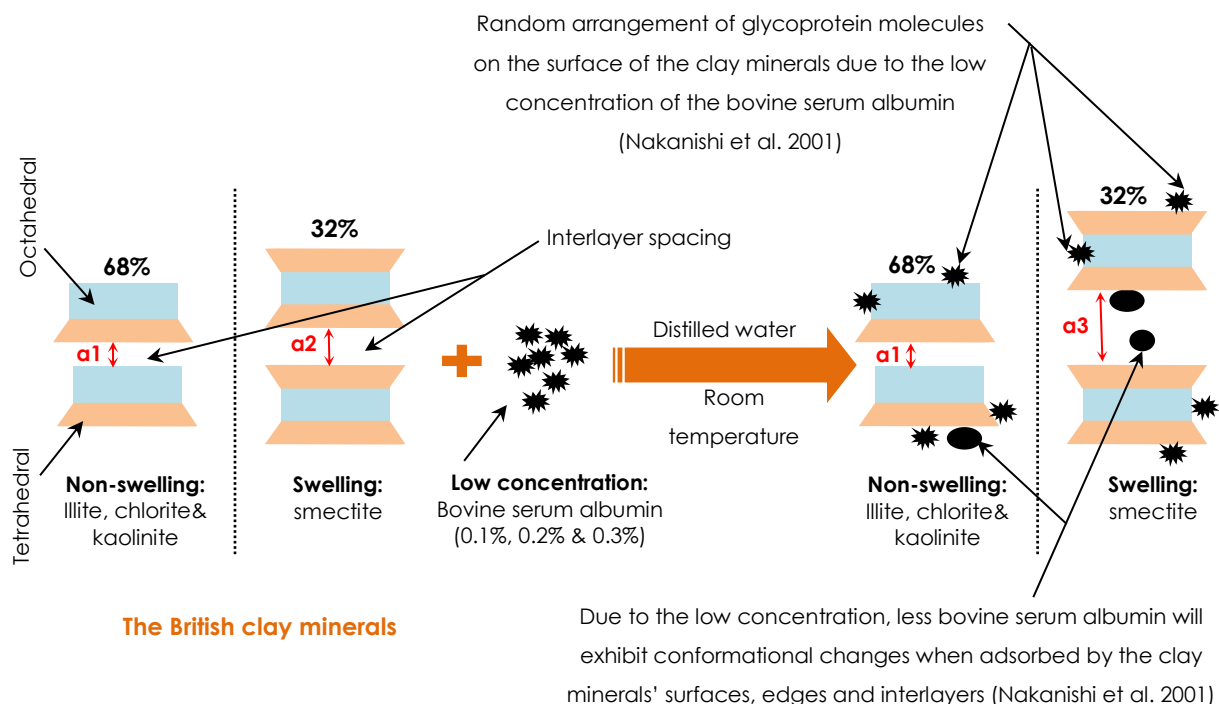 Random arrangement of glycoprotein molecules
on the surface of the clay minerals due to the low
concentration of the bovine serum albumin
(Nakanishi et al. 2001)
Octahedral
Tetrahedral
68%
32%
Interlayer spacing
a1
a2
Distilled water
Room
temperature
68%
32%
a1
a3
Non-swelling:
Illite, chlorite&
kaolinite
Swelling:
smectite
Low concentration:
Bovine serum albumin
(0.1%, 0.2% & 0.3%)
Non-swelling:
Illite, chlorite&
kaolinite
Swelling:
smectite
The British clay minerals
Due to the low concentration, less bovine serum albumin will
exhibit conformational changes when adsorbed by the clay
minerals' surfaces, edges and interlayers (Nakanishi et al. 2001)